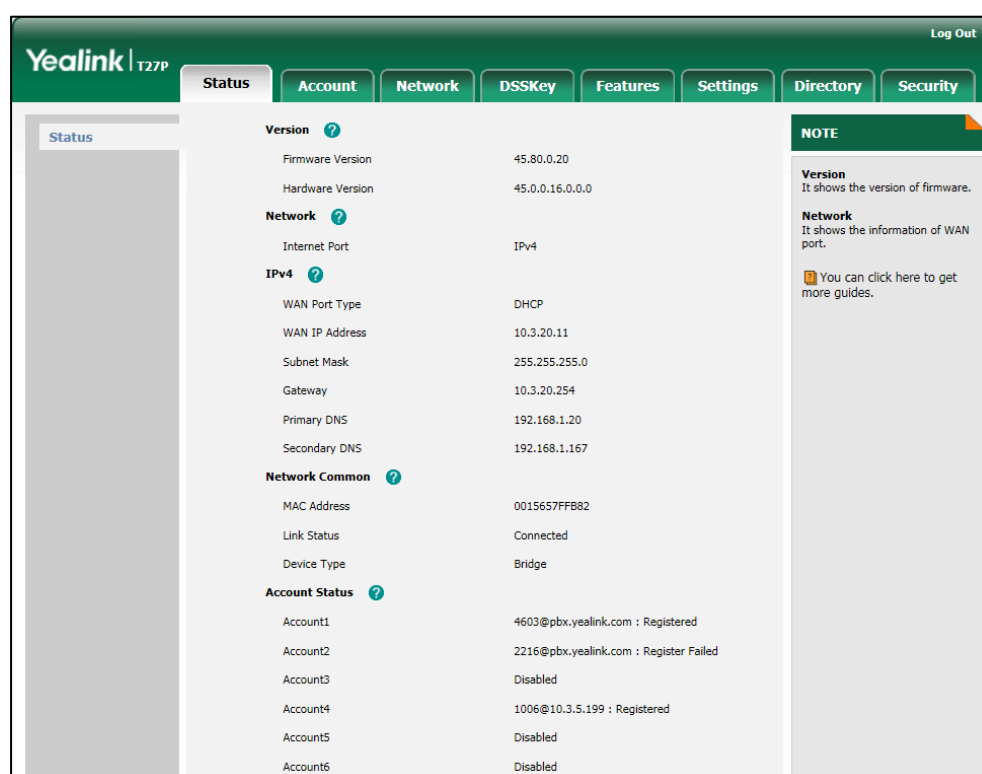 Log Out
Yealink | T27P
Status Account Network DSSKey Features Settings Directory Security
Status
Version ?
Firmware Version 45.80.0.20
Hardware Version 45.0.0.16.0.0.0
Network ?
Internet Port IPv4
IPv4 ?
WAN Port Type DHCP
WAN IP Address 10.3.20.11
Subnet Mask 255.255.255.0
Gateway 10.3.20.254
Primary DNS 192.168.1.20
Secondary DNS 192.168.1.167
Network Common ?
MAC Address 0015657FFB82
Link Status Connected
Device Type Bridge
Account Status ?
Account1 4603@pbx.yealink.com : Registered
Account2 2216@pbx.yealink.com : Register Failed
Account3 Disabled
Account4 1006@10.3.5.199 : Registered
Account5 Disabled
Account6 Disabled
NOTE
Version
It shows the version of firmware.
Network
It shows the information of WAN
port.
? You can click here to get
more guides.